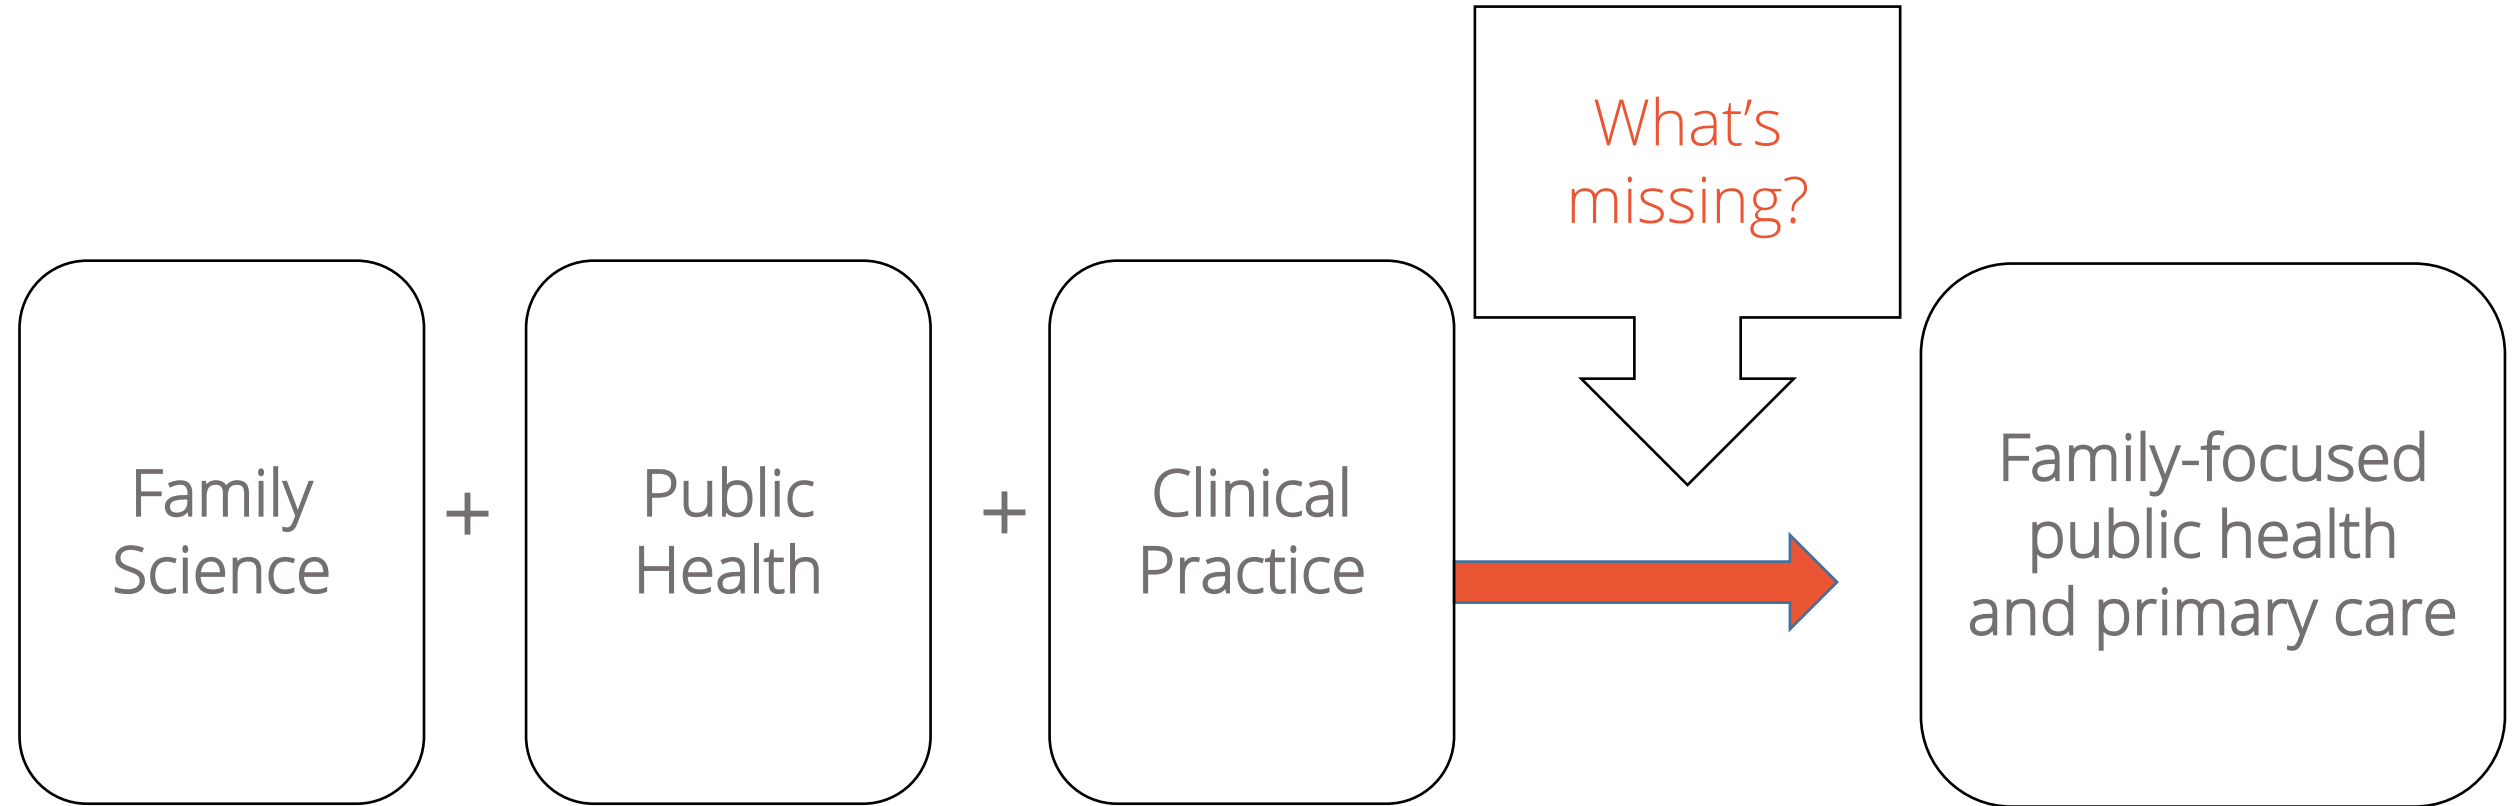 What's
missing?
Family
Science
+
Public
Health
+
Clinical
Practice
Family-focused
public health
and primary care